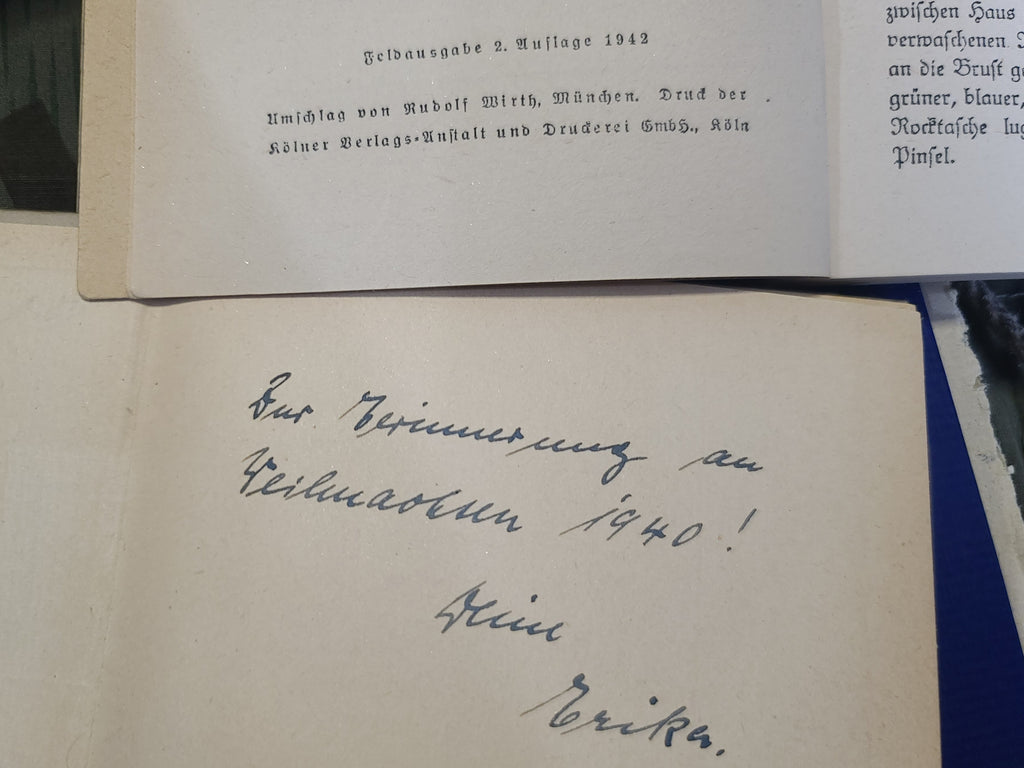 Feldausgabe 2. Auflage 1942
Umschlag von Rudolf Wirth, München. Druck der
Kölner Verlags-Anstalt und Druckerei GmbH., Köln
zwischen Haus
verwaschenen
an die Brust
grüner, blauer,
Rocktasche
Pinsel.
Zur Erinnerung an
Weihnachten 1940!
Deine
Erika.